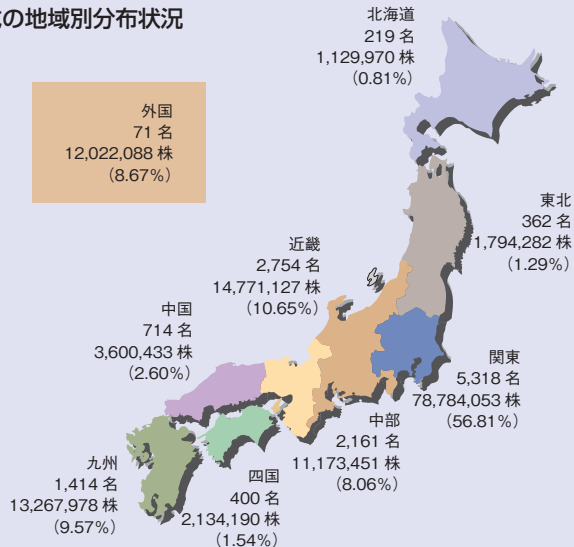 の地域別分布状況
北海道
219 名
1,129,970 株
(0.81%)
外国
71 名
12,022,088 株
(8.67%)
東北
362 名
1,794,282 株
(1.29%)
近畿
2,754 名
14,771,127 株
(10.65%)
中国
714 名
3,600,433 株
(2.60%)
関東
5,318 名
78,784,053 株
(56.81%)
中部
2,161 名
11,173,451 株
(8.06%)
九州
1,414 名
13,267,978 株
(9.57%)
四国
400 名
2,134,190 株
(1.54%)